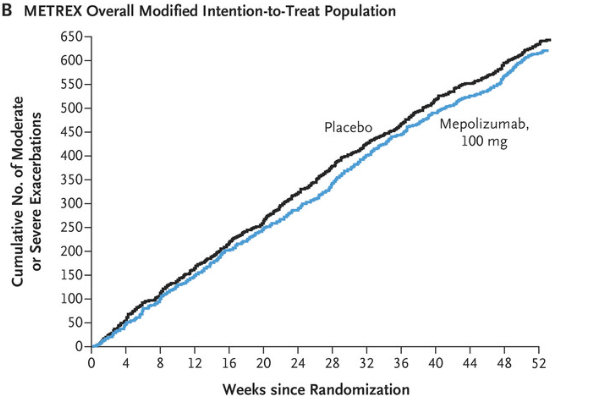 B METREX Overall Modified Intention-to-Treat Population
Cumulative No. of Moderate
or Severe Exacerbations
650
600
550
500
450
400
350
300
250
200
150
100
50
0
Placebo
Mepolizumab,
100 mg
0 4 8 12 16 20 24 28 32 36 40 44 48 52
Weeks since Randomization